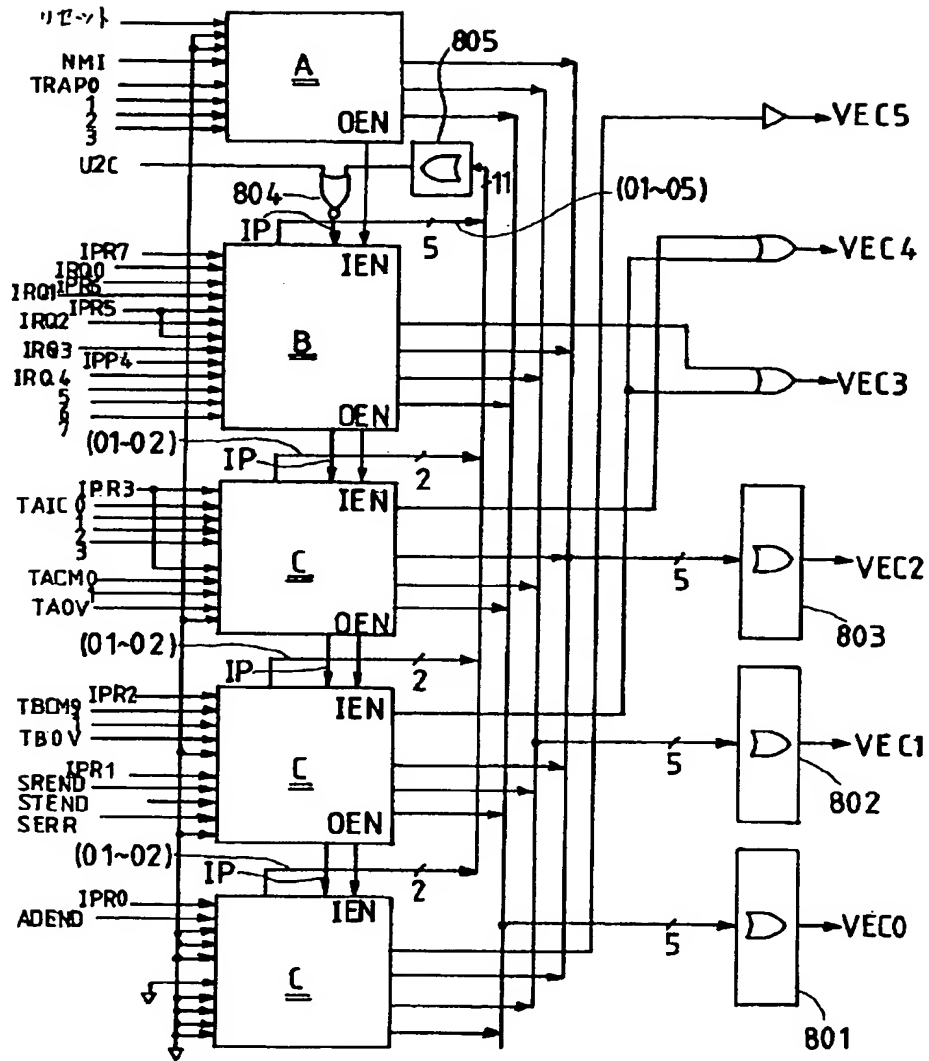 リセット
NMI
TRAP0
1
2
3
A
OEN
805
VEC5
U2C
804
11
(01~05)
IP
5
IEN
VEC4
IPR7
IRQ0
IPR6
IRQ1
IPR5
IRQ2
IRQ3
IPP4
IRQ4
5
6
7
B
OEN
VEC3
(01~02)
IP
2
IEN
IPR3
TAIC0
1
2
3
TACM0
1
TAOV
C
OEN
5
VEC2
803
(01~02)
IP
2
IEN
IPR2
TBCM9
1
TBOV
IPR1
SREND
STEND
SERR
C
OEN
5
VEC1
802
(01~02)
IP
2
IEN
IPR0
ADEND
C
5
VEC0
801